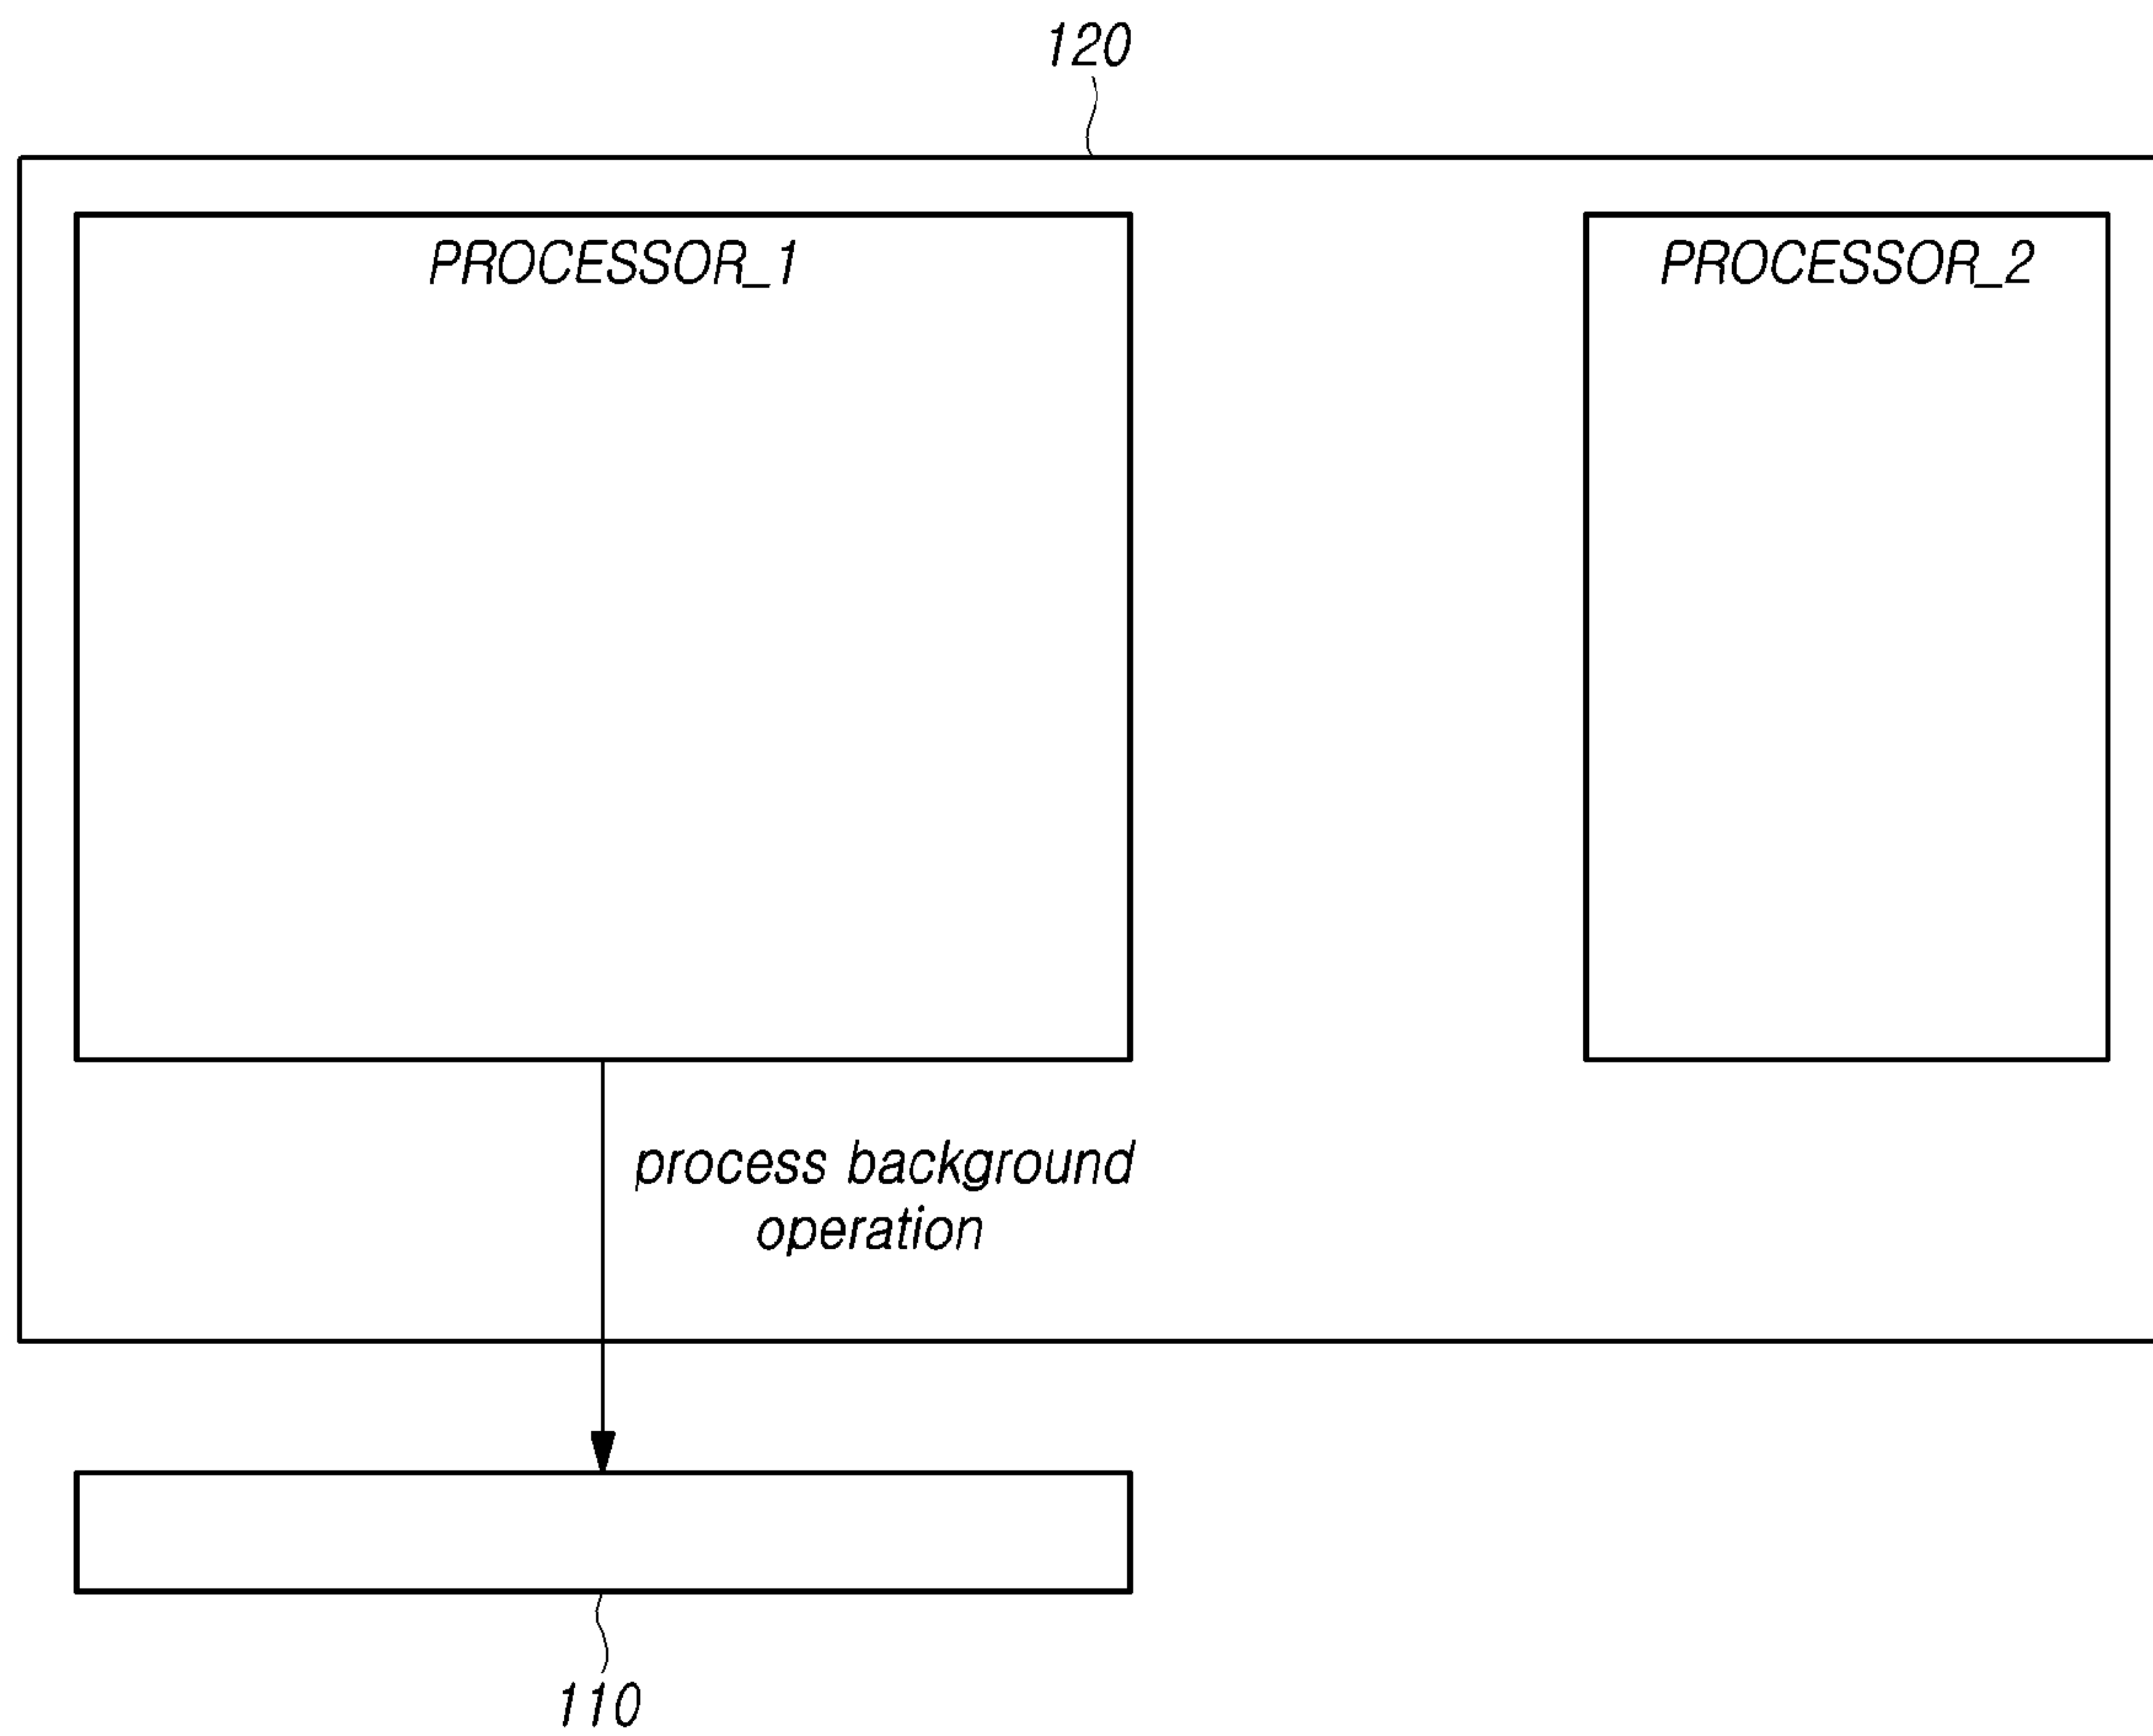 120
PROCESSOR_1
PROCESSOR_2
process background
operation
110